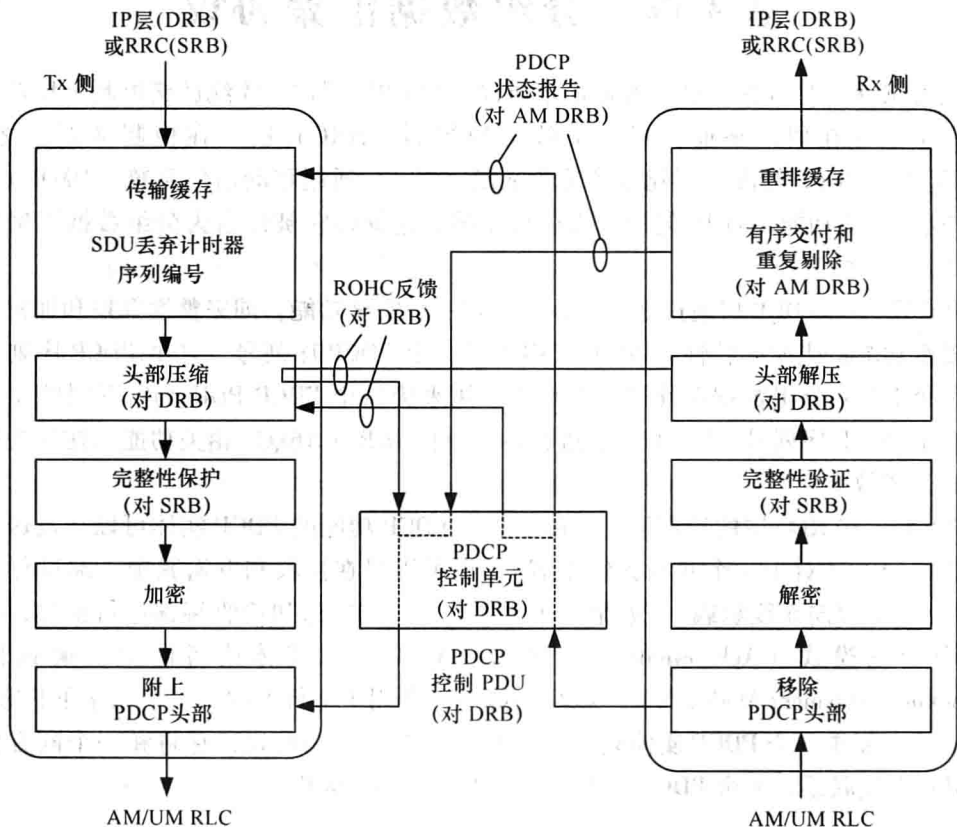 IP层(DRB)
或RRC(SRB)
Tx 侧
传输缓存
SDU丢弃计时器
序列编号
头部压缩
(对 DRB)
完整性保护
(对 SRB)
加密
附上
PDCP头部
AM/UM RLC
PDCP
状态报告
(对 AM DRB)
ROHC反馈
(对 DRB)
PDCP
控制单元
(对 DRB)
PDCP
控制 PDU
(对 DRB)
IP层(DRB)
或RRC(SRB)
Rx 侧
重排缓存
有序交付和
重复剔除
(对 AM DRB)
头部解压
(对 DRB)
完整性验证
(对 SRB)
解密
移除
PDCP头部
AM/UM RLC